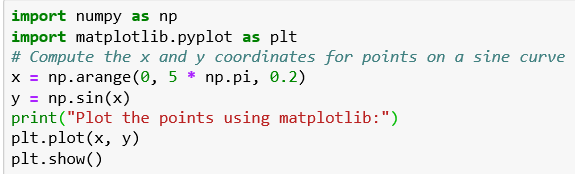 import numpy as np
import matplotlib.pyplot as plt
# Compute the x and y coordinates for points on a sine curve
x = np.arange(0, 5 * np.pi, 0.2)
y = np.sin(x)
print("Plot the points using matplotlib:")
plt.plot(x, y)
plt.show()